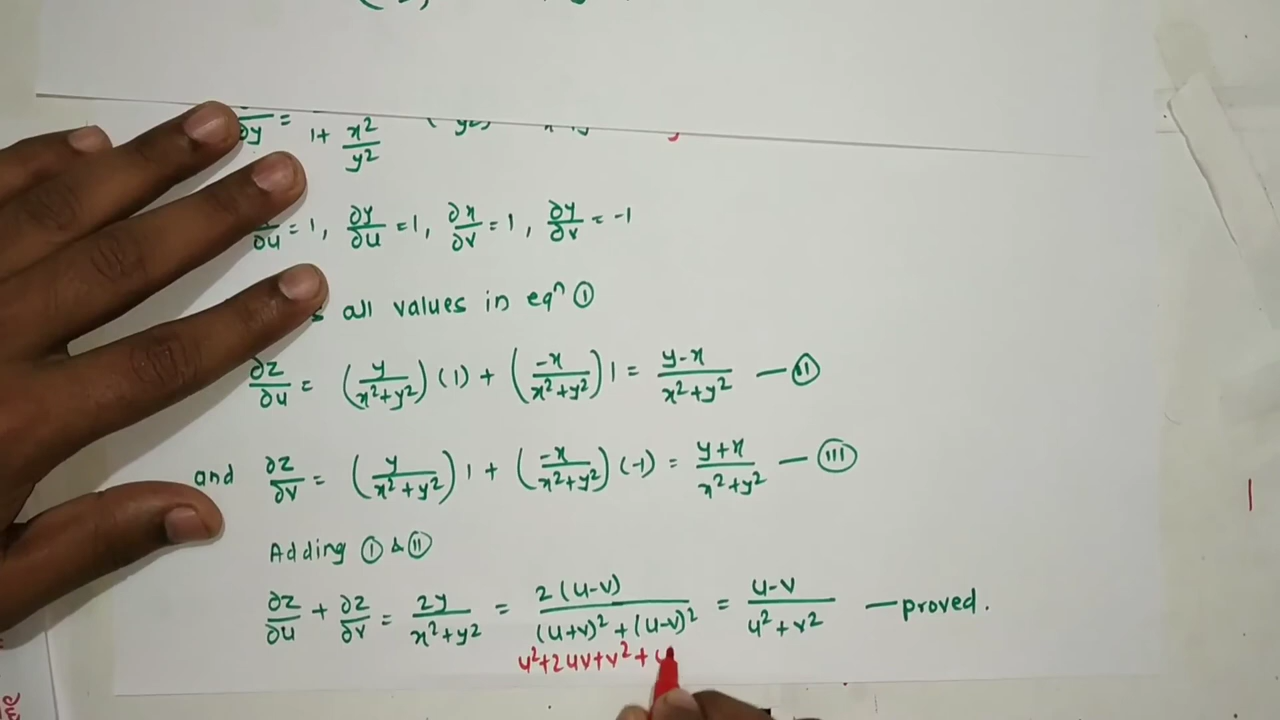 ∂y = 1+ x²/y²
∂u = 1, ∂y/∂u = 1, ∂x/∂v = 1, ∂y/∂v = -1
all values in eqⁿ ①
∂z/∂u = (y/x²+y²)(1) + (-x/x²+y²)1 = y-x/x²+y² — ⑪
and ∂z/∂v = (y/x²+y²)1 + (-x/x²+y²)(-1) = y+x/x²+y² — (III)
Adding ① & ⑪
∂z/∂u + ∂z/∂v = 2y/x²+y² = 2(u-v)/(u+v)²+(u-v)² = u-v/u²+v² — proved.
u²+2uv+v²+